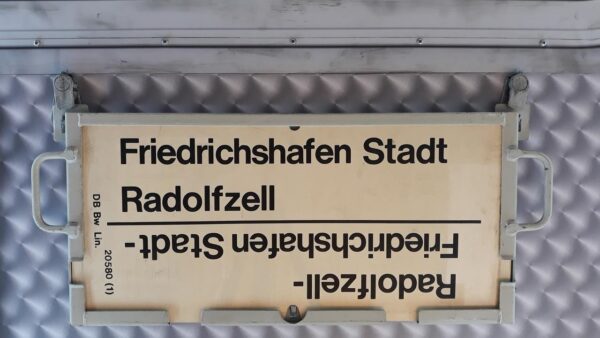 Friedrichshafen Stadt
Radolfzell
Radolfzell-
Friedrichshafen Stadt-
DB Bw Lin. 20580 (1)